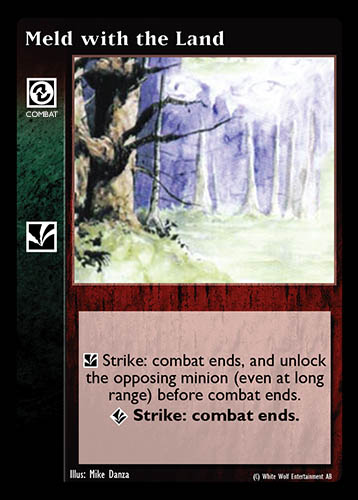 Meld with the Land
COMBAT
Strike: combat ends, and unlock
the opposing minion (even at long
range) before combat ends.
Strike: combat ends.
Illus: Mike Danza
(C) White Wolf Entertainment AB